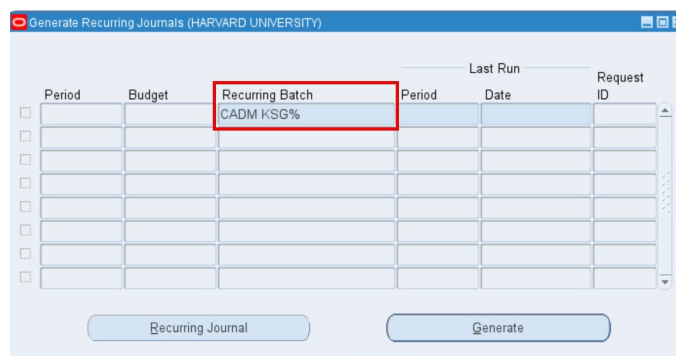 Generate Recurring Journals (HARVARD UNIVERSITY)
Last Run
Request
Period Budget Recurring Batch Period Date ID
CADM KSG%
Recurring Journal Generate